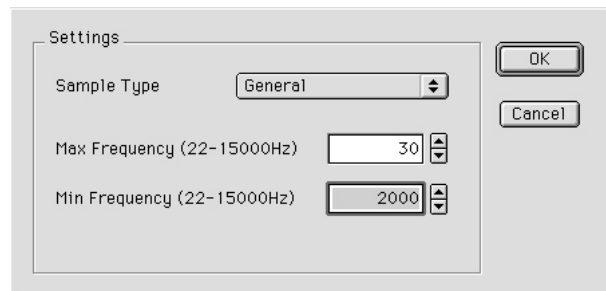 Settings
OK
Sample Type General
Cancel
Max Frequency (22-15000Hz) 30
Min Frequency (22-15000Hz) 2000